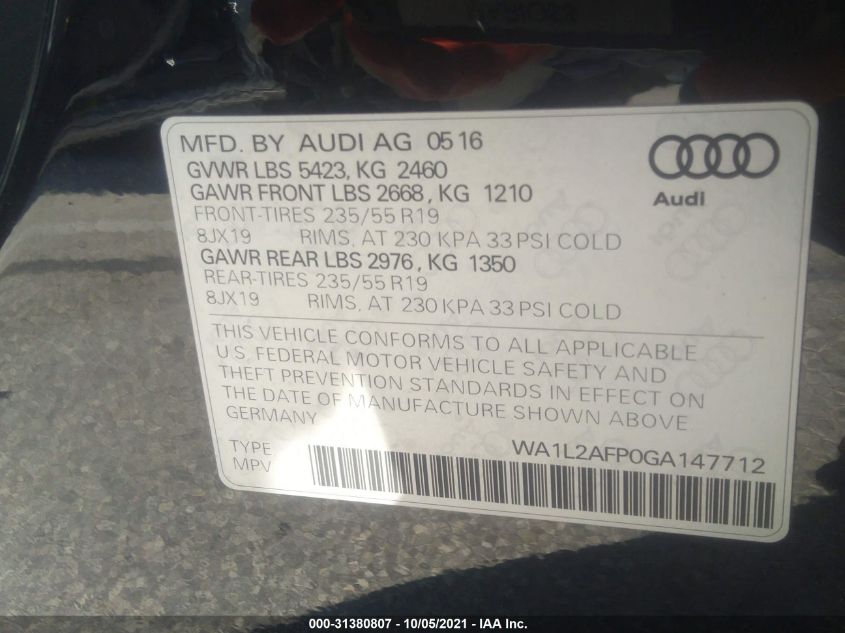 MFD. BY AUDI AG 05 16
GVWR LBS 5423, KG 2460
GAWR FRONT LBS 2668, KG 1210
FRONT-TIRES 235/55 R19
8JX19 RIMS, AT 230 KPA 33 PSI COLD
GAWR REAR LBS 2976, KG 1350
REAR-TIRES 235/55 R19
8JX19 RIMS, AT 230 KPA 33 PSI COLD
Audi
THIS VEHICLE CONFORMS TO ALL APPLICABLE
U.S. FEDERAL MOTOR VEHICLE SAFETY AND
THEFT PREVENTION STANDARDS IN EFFECT ON
THE DATE OF MANUFACTURE SHOWN ABOVE
GERMANY
TYPE WA1L2AFP0GA147712
MPV
000-31380807 - 10/05/2021 - IAA Inc.